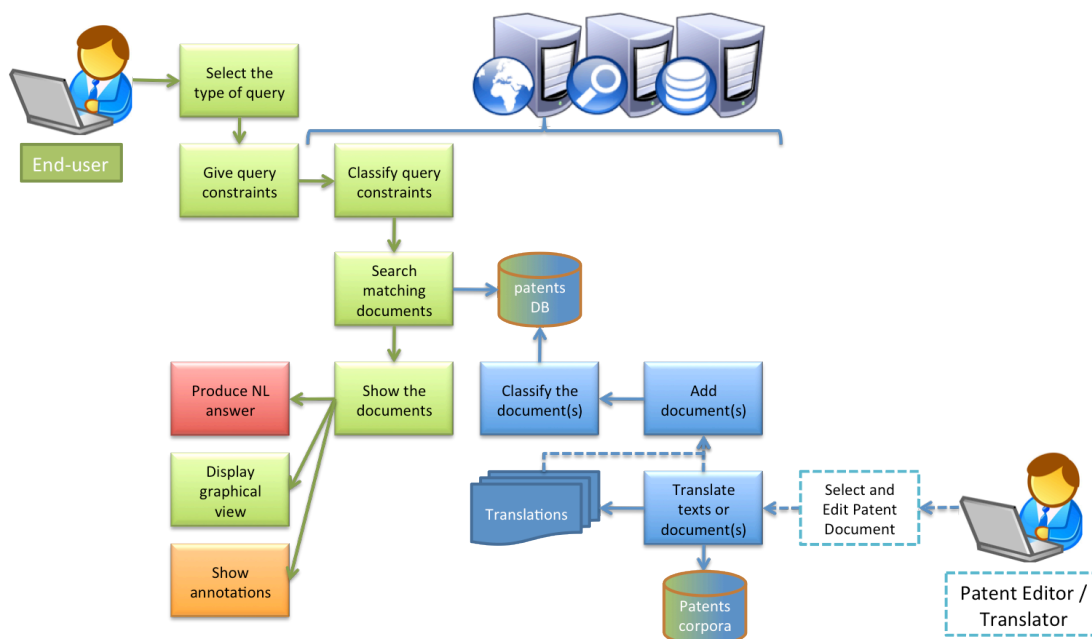 Select the
type of query
End-user
Give query
constraints
Classify query
constraints
Search
matching
documents
patents
DB
Produce NL
answer
Show the
documents
Classify the
document(s)
Add
document(s)
Display
graphical
view
Translations
Translate
texts or
document(s)
Select and
Edit Patent
Document
Show
annotations
Patents
corpora
Patent Editor /
Translator